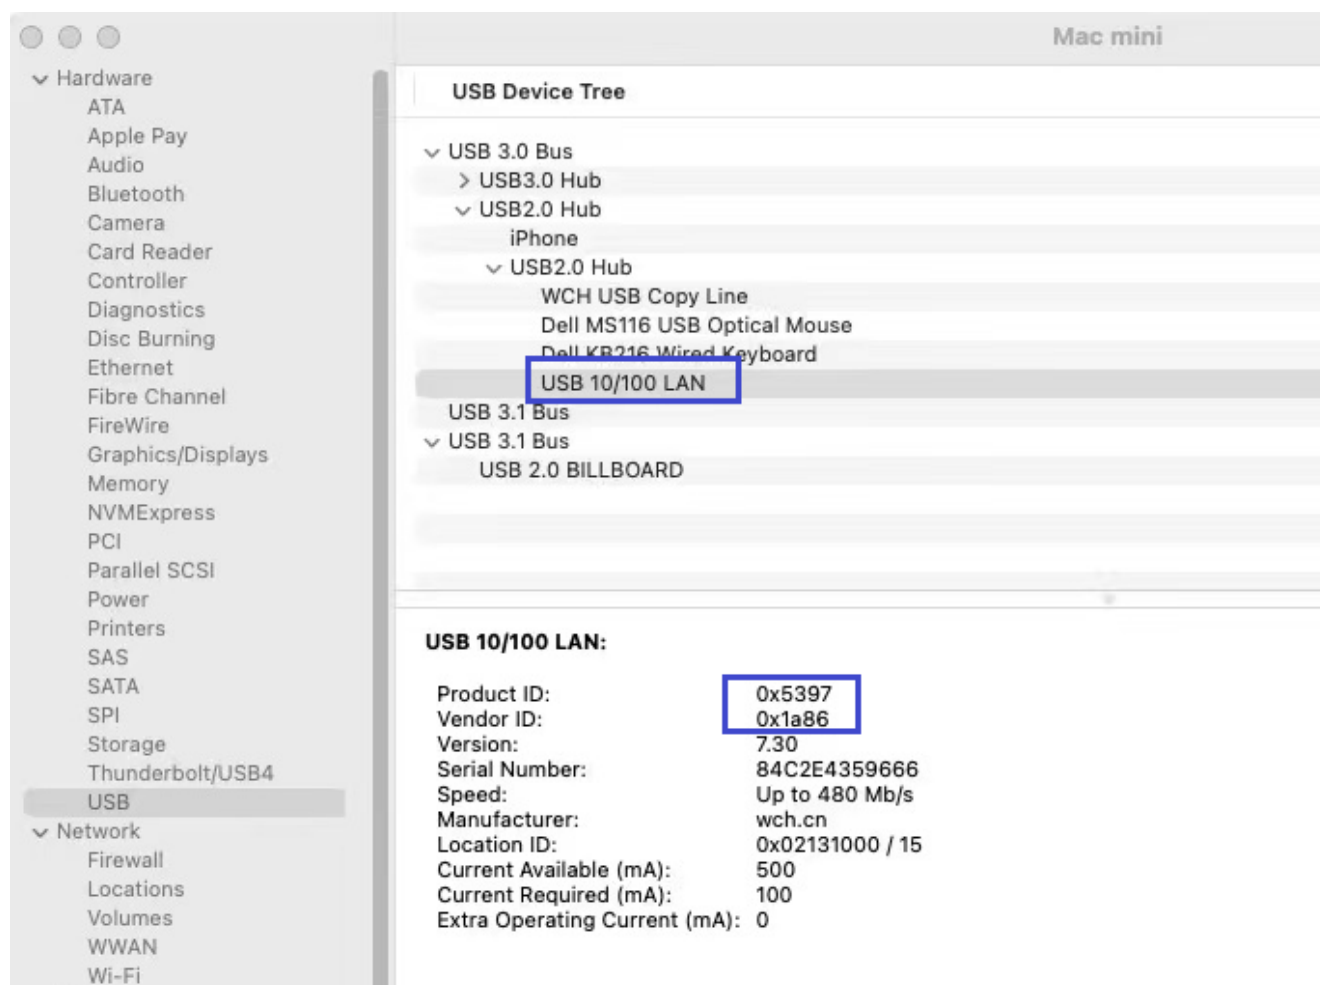 Mac mini
Hardware
ATA
Apple Pay
Audio
Bluetooth
Camera
Card Reader
Controller
Diagnostics
Disc Burning
Ethernet
Fibre Channel
FireWire
Graphics/Displays
Memory
NVMExpress
PCI
Parallel SCSI
Power
Printers
SAS
SATA
SPI
Storage
Thunderbolt/USB4
USB
Network
Firewall
Locations
Volumes
WWAN
Wi-Fi
USB Device Tree
USB 3.0 Bus
USB3.0 Hub
USB2.0 Hub
iPhone
USB2.0 Hub
WCH USB Copy Line
Dell MS116 USB Optical Mouse
Dell KB216 Wired Keyboard
USB 10/100 LAN
USB 3.1 Bus
USB 3.1 Bus
USB 2.0 BILLBOARD
USB 10/100 LAN:
Product ID: 0x5397
Vendor ID: 0x1a86
Version: 7.30
Serial Number: 84C2E4359666
Speed: Up to 480 Mb/s
Manufacturer: wch.cn
Location ID: 0x02131000 / 15
Current Available (mA): 500
Current Required (mA): 100
Extra Operating Current (mA): 0